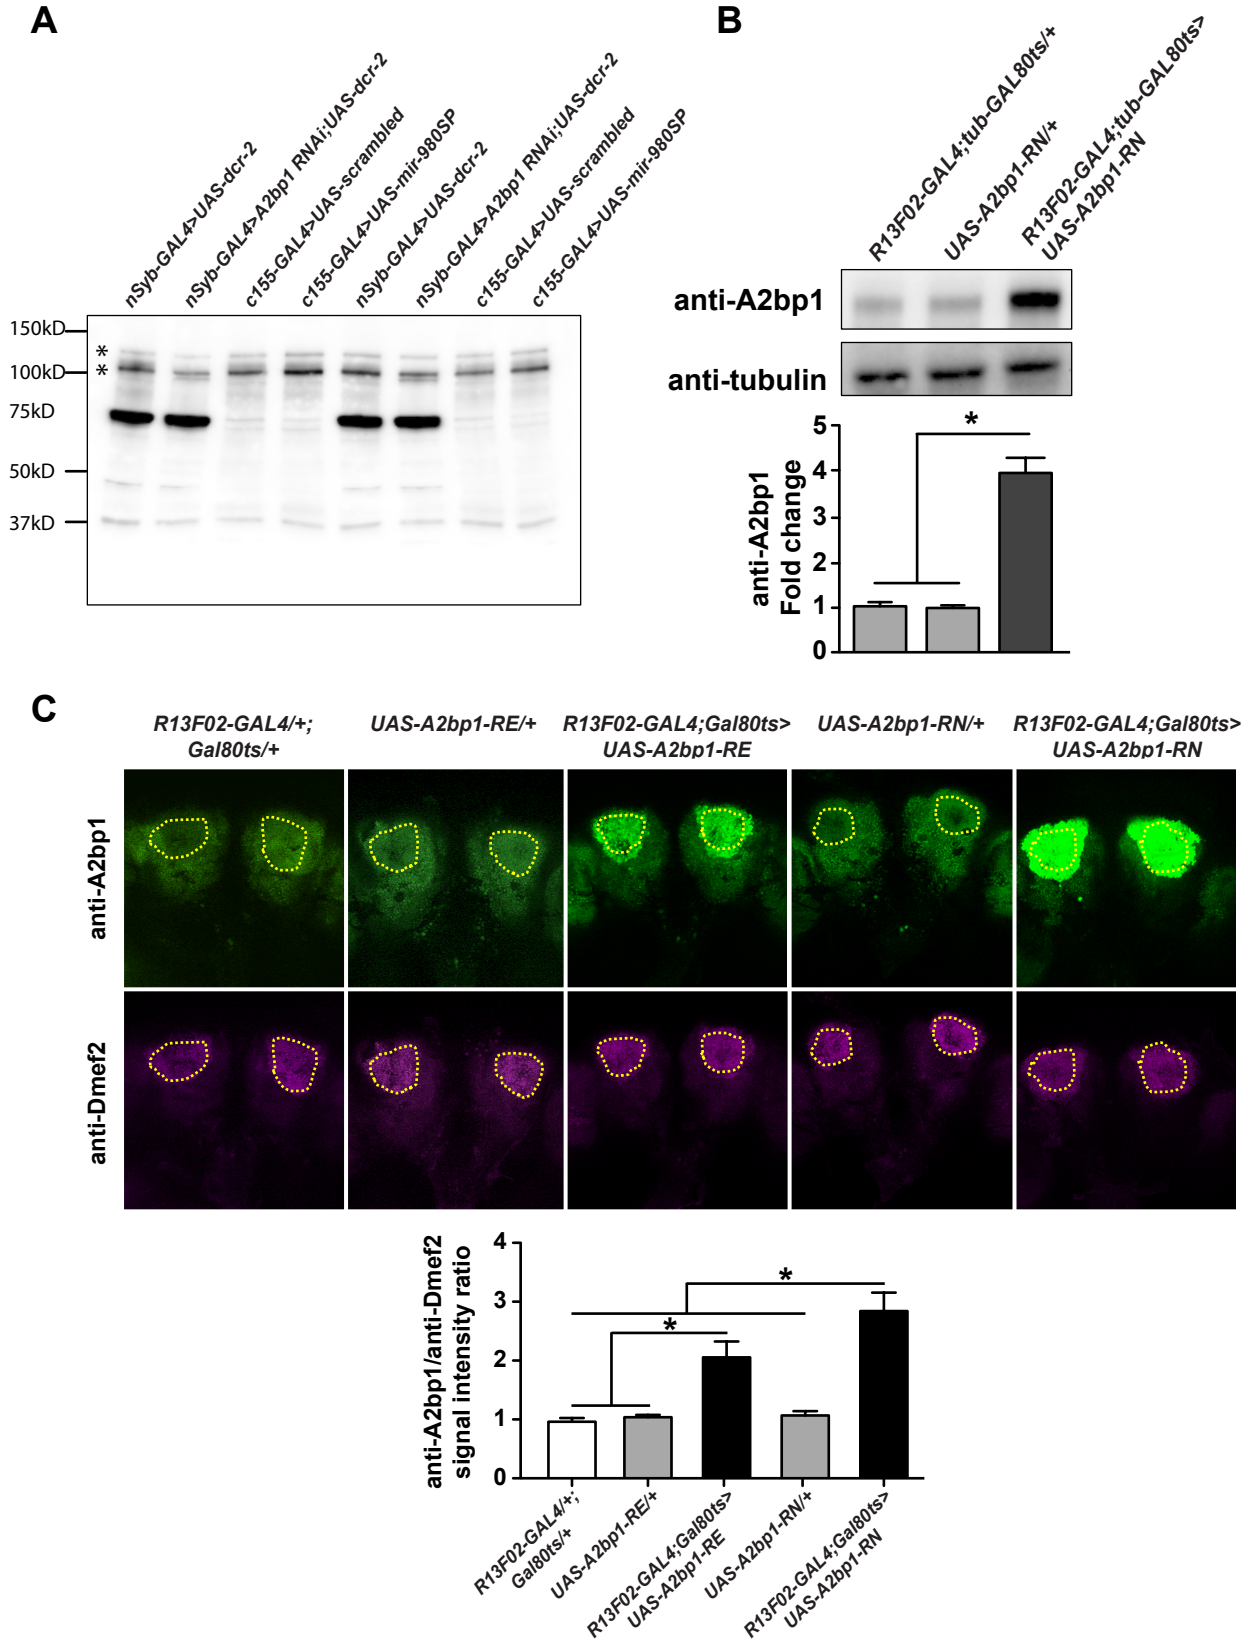 A
nSyb-GAL4>UAS-dcr-2
nSyb-GAL4>A2bp1 RNAi;UAS-dcr-2
c155-GAL4>UAS-scrambled
c155-GAL4>UAS-mir-980SP
nSyb-GAL4>UAS-dcr-2
nSyb-GAL4>A2bp1 RNAi;UAS-dcr-2
c155-GAL4>UAS-scrambled
c155-GAL4>UAS-mir-980SP
150kD
*
*
100kD
75kD
50kD
37kD
B
R13F02-GAL4;tub-GAL80ts/+
UAS-A2bp1-RN/+
R13F02-GAL4;tub-GAL80ts>
UAS-A2bp1-RN
anti-A2bp1
anti-tubulin
anti-A2bp1
Fold change
5
4
3
2
1
0
*
C
R13F02-GAL4/+;
Gal80ts/+
UAS-A2bp1-RE/+
R13F02-GAL4;Gal80ts>
UAS-A2bp1-RE
UAS-A2bp1-RN/+
R13F02-GAL4;Gal80ts>
UAS-A2bp1-RN
anti-A2bp1
anti-Dmef2
anti-A2bp1/anti-Dmef2
signal intensity ratio
4
3
2
1
0
*
*
R13F02-GAL4/+;
Gal80ts/+
UAS-A2bp1-RE/+
R13F02-GAL4;Gal80ts>
UAS-A2bp1-RE
UAS-A2bp1-RN/+
R13F02-GAL4;Gal80ts>
UAS-A2bp1-RN